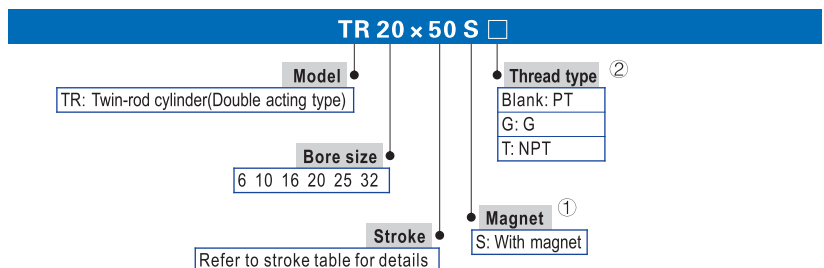 TR 20 × 50 S □
Model
TR: Twin-rod cylinder(Double acting type)
Bore size
6 10 16 20 25 32
Stroke
Refer to stroke table for details
Magnet ①
S: With magnet
Thread type ②
Blank: PT
G: G
T: NPT